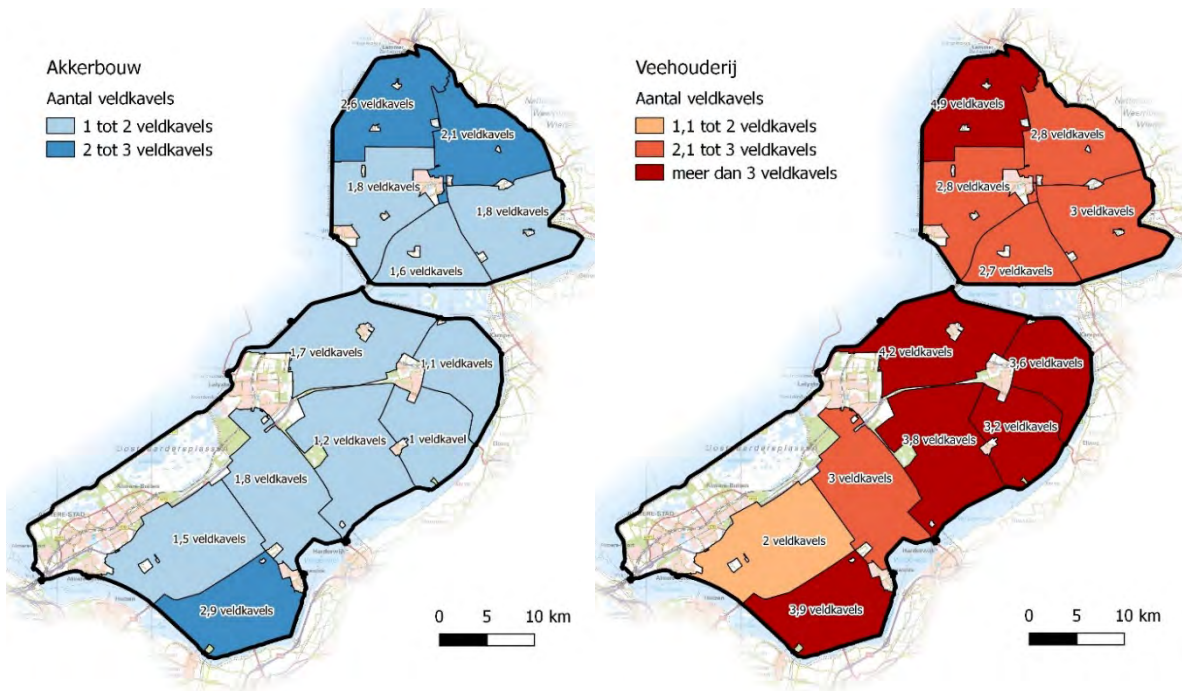 Akkerbouw
Aantal veldkavels
1 tot 2 veldkavels
2 tot 3 veldkavels
2,6 veldkavels
2,1 veldkavels
1,8 veldkavels
1,8 veldkavels
1,6 veldkavels
1,7 veldkavels
1,1 veldkavels
1,2 veldkavels
1 veldkavel
1,8 veldkavels
1,5 veldkavels
2,9 veldkavels
0 5 10 km
Veehouderij
Aantal veldkavels
1,1 tot 2 veldkavels
2,1 tot 3 veldkavels
meer dan 3 veldkavels
4,9 veldkavels
2,8 veldkavels
2,8 veldkavels
3 veldkavels
2,7 veldkavels
4,2 veldkavels
3,6 veldkavels
3,8 veldkavels
3,2 veldkavels
3 veldkavels
2 veldkavels
3,9 veldkavels
0 5 10 km